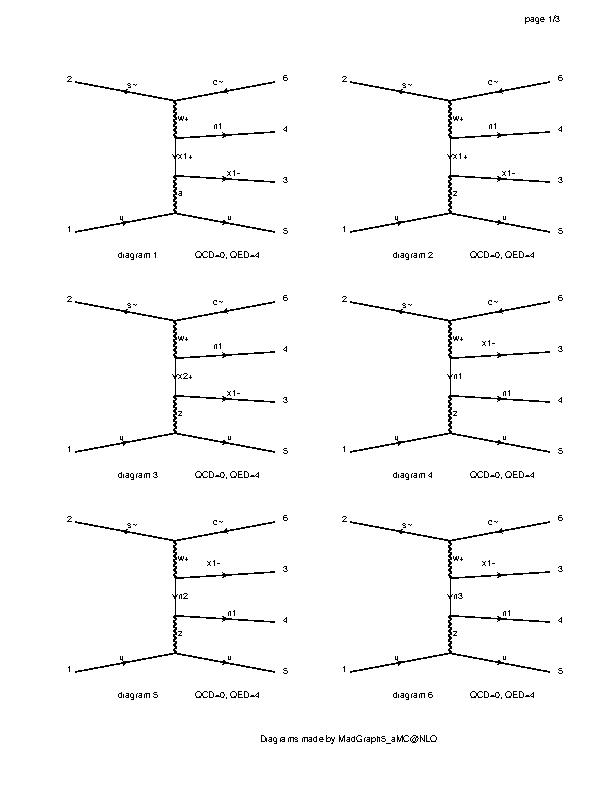 page 1/3
2 s~ c~ 6
w+ n1 4
x1+
x1- 3
a
1 u u 5
diagram 1 QCD=0, QED=4
2 s~ c~ 6
w+ n1 4
x1+
x1- 3
z
1 u u 5
diagram 2 QCD=0, QED=4
2 s~ c~ 6
w+ n1 4
x2+
x1- 3
z
1 u u 5
diagram 3 QCD=0, QED=4
2 s~ c~ 6
w+ x1- 3
n1
n1 4
z
1 u u 5
diagram 4 QCD=0, QED=4
2 s~ c~ 6
w+ x1- 3
n2
n1 4
z
1 u u 5
diagram 5 QCD=0, QED=4
2 s~ c~ 6
w+ x1- 3
n3
n1 4
z
1 u u 5
diagram 6 QCD=0, QED=4
Diagrams made by MadGraph5_aMC@NLO